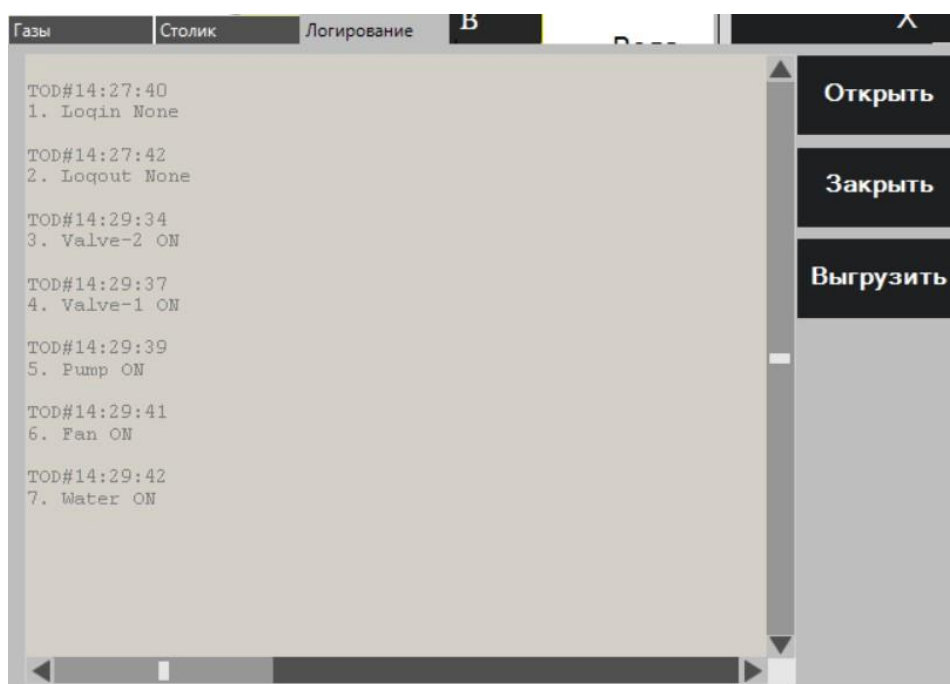 Газы
Столик
Логирование
В
X
TOD#14:27:40
1. Login None
TOD#14:27:42
2. Logout None
TOD#14:29:34
3. Valve-2 ON
TOD#14:29:37
4. Valve-1 ON
TOD#14:29:39
5. Pump ON
TOD#14:29:41
6. Fan ON
TOD#14:29:42
7. Water ON
Открыть
Закрыть
Выгрузить